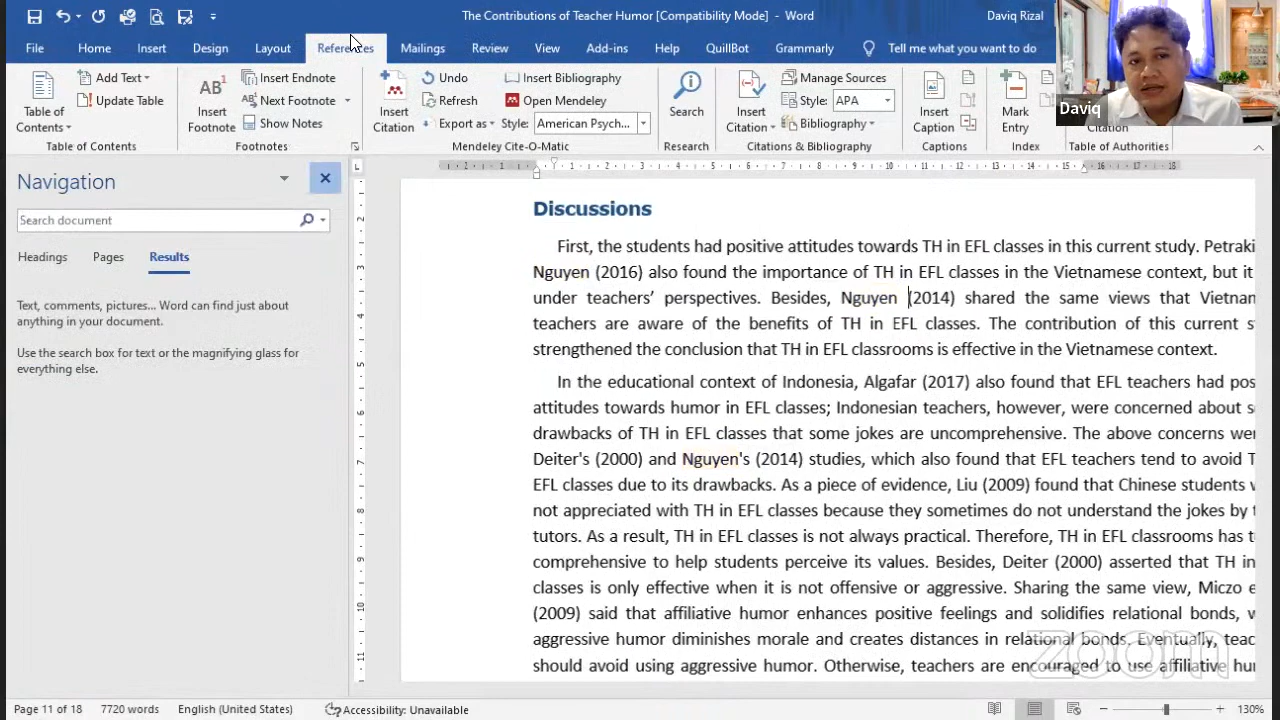 The Contributions of Teacher Humor [Compatibility Mode] - Word
Daviq Rizal
File Home Insert Design Layout References Mailings Review View Add-ins Help QuillBot Grammarly Tell me what you want to do
Table of Contents
Add Text
Update Table
Table of Contents
AB1
Insert Footnote
Insert Endnote
Next Footnote
Show Notes
Footnotes
Insert Citation
Undo
Refresh
Export as
Insert Bibliography
Open Mendeley
Style: American Psych...
Mendeley Cite-O-Matic
Search
Research
Insert Citation
Manage Sources
Style: APA
Bibliography
Citations & Bibliography
Insert Caption
Captions
Mark Entry
Index
Citation
Table of Authorities
Daviq
Navigation
Search document
Headings Pages Results
Text, comments, pictures... Word can find just about
anything in your document.
Use the search box for text or the magnifying glass for
everything else.
Discussions
First, the students had positive attitudes towards TH in EFL classes in this current study. Petraki
Nguyen (2016) also found the importance of TH in EFL classes in the Vietnamese context, but it
under teachers’ perspectives. Besides, Nguyen (2014) shared the same views that Vietnam
teachers are aware of the benefits of TH in EFL classes. The contribution of this current s
strengthened the conclusion that TH in EFL classrooms is effective in the Vietnamese context.
In the educational context of Indonesia, Algafar (2017) also found that EFL teachers had pos
attitudes towards humor in EFL classes; Indonesian teachers, however, were concerned about s
drawbacks of TH in EFL classes that some jokes are uncomprehensive. The above concerns wer
Deiter's (2000) and Nguyen's (2014) studies, which also found that EFL teachers tend to avoid T
EFL classes due to its drawbacks. As a piece of evidence, Liu (2009) found that Chinese students
not appreciated with TH in EFL classes because they sometimes do not understand the jokes by
tutors. As a result, TH in EFL classes is not always practical. Therefore, TH in EFL classrooms has
comprehensive to help students perceive its values. Besides, Deiter (2000) asserted that TH in
classes is only effective when it is not offensive or aggressive. Sharing the same view, Miczo e
(2009) said that affiliative humor enhances positive feelings and solidifies relational bonds,
aggressive humor diminishes morale and creates distances in relational bonds. Eventually, teac
should avoid using aggressive humor. Otherwise, teachers are encouraged to use affiliative hu
zoom
Page 11 of 18 7720 words English (United States) Accessibility: Unavailable 130%